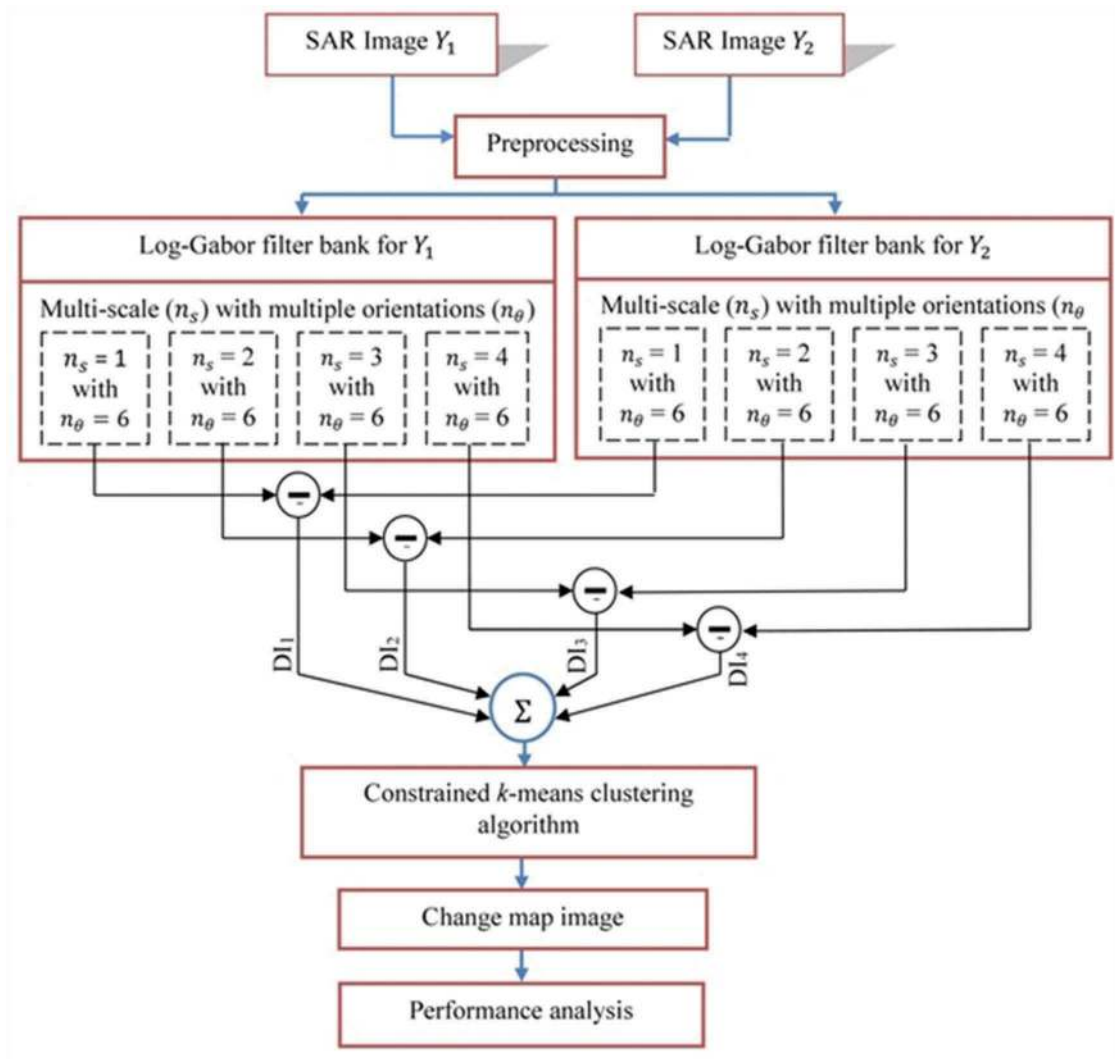 SAR Image Y₁
SAR Image Y₂
Preprocessing
Log-Gabor filter bank for Y₁
Multi-scale (nₛ) with multiple orientations (n_θ)
nₛ = 1
with
n_θ = 6
nₛ = 2
with
n_θ = 6
nₛ = 3
with
n_θ = 6
nₛ = 4
with
n_θ = 6
Log-Gabor filter bank for Y₂
Multi-scale (nₛ) with multiple orientations (n_θ
nₛ = 1
with
n_θ = 6
nₛ = 2
with
n_θ = 6
nₛ = 3
with
n_θ = 6
nₛ = 4
with
n_θ = 6
DI₁
DI₂
DI₃
DI₄
Σ
Constrained k-means clustering
algorithm
Change map image
Performance analysis